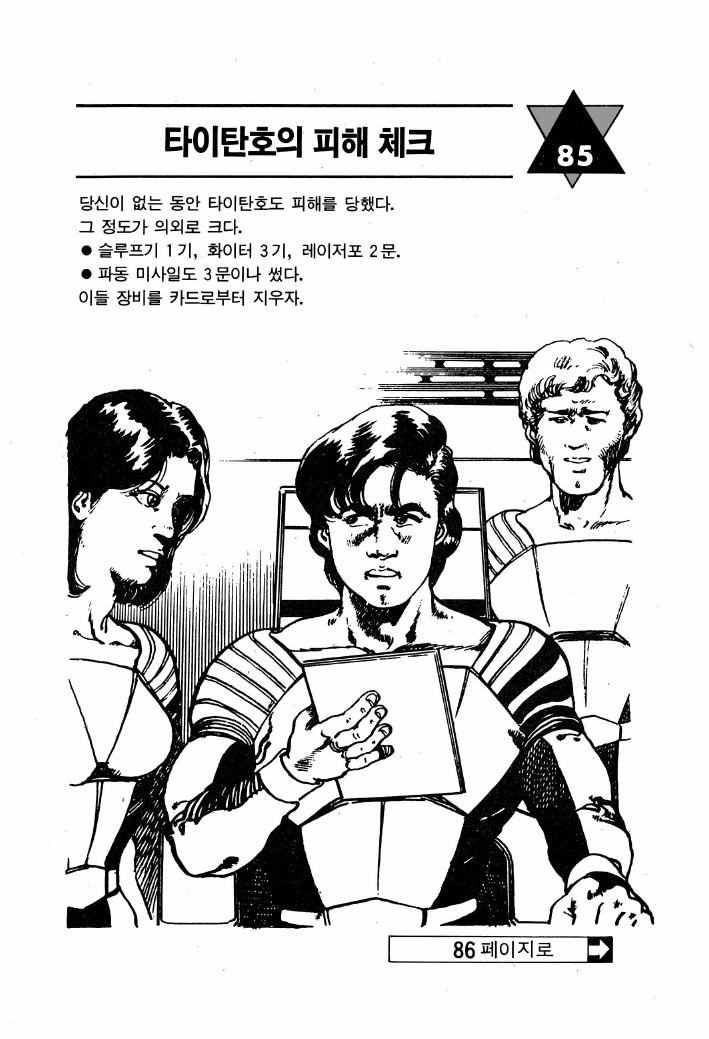 타이탄호의 피해 체크
85
당신이 없는 동안 타이탄호도 피해를 당했다.
그 정도가 의외로 크다.
● 슬루프기 1기, 화이터 3기, 레이저포 2문.
● 파동 미사일도 3문이나 썼다.
이들 장비를 카드로부터 지우자.
86 페이지로